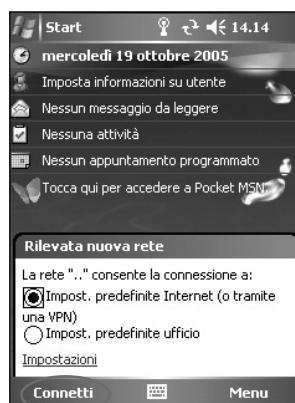 Start 14.14
mercoledì 19 ottobre 2005
Imposta informazioni su utente
Nessun messaggio da leggere
Nessuna attività
Nessun appuntamento programmato
Tocca qui per accedere a Pocket MSN.
Rilevata nuova rete
La rete ".." consente la connessione a:
Impost. predefinite Internet (o tramite
una VPN)
Impost. predefinite ufficio
Impostazioni
Connetti Menu